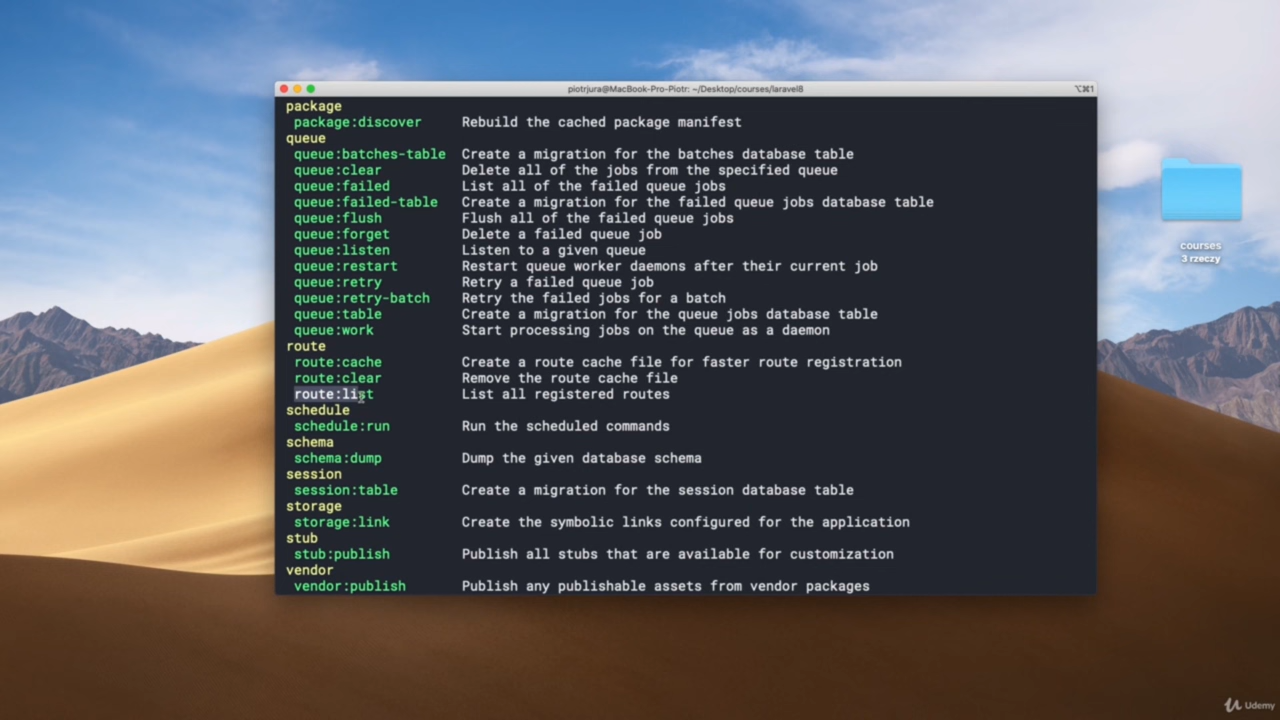 piotrjura@MacBook-Pro-Piotr: ~/Desktop/courses/laravel8
⌥⌘1
package
package:discover Rebuild the cached package manifest
queue
queue:batches-table Create a migration for the batches database table
queue:clear Delete all of the jobs from the specified queue
queue:failed List all of the failed queue jobs
queue:failed-table Create a migration for the failed queue jobs database table
queue:flush Flush all of the failed queue jobs
queue:forget Delete a failed queue job
queue:listen Listen to a given queue
queue:restart Restart queue worker daemons after their current job
queue:retry Retry a failed queue job
queue:retry-batch Retry the failed jobs for a batch
queue:table Create a migration for the queue jobs database table
queue:work Start processing jobs on the queue as a daemon
route
route:cache Create a route cache file for faster route registration
route:clear Remove the route cache file
route:list List all registered routes
schedule
schedule:run Run the scheduled commands
schema
schema:dump Dump the given database schema
session
session:table Create a migration for the session database table
storage
storage:link Create the symbolic links configured for the application
stub
stub:publish Publish all stubs that are available for customization
vendor
vendor:publish Publish any publishable assets from vendor packages
courses
3 rzeczy
Udemy